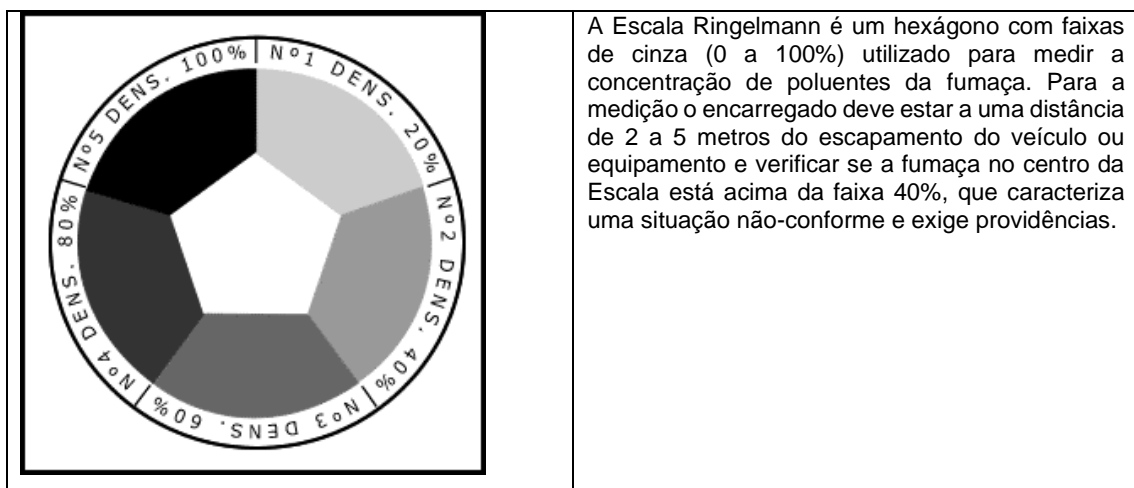 Nº1 DENS. 20%
Nº2 DENS. 40%
Nº3 DENS. 60%
Nº4 DENS. 80%
Nº5 DENS. 100%
A Escala Ringelmann é um hexágono com faixas
de cinza (0 a 100%) utilizado para medir a
concentração de poluentes da fumaça. Para a
medição o encarregado deve estar a uma distância
de 2 a 5 metros do escapamento do veículo ou
equipamento e verificar se a fumaça no centro da
Escala está acima da faixa 40%, que caracteriza
uma situação não-conforme e exige providências.